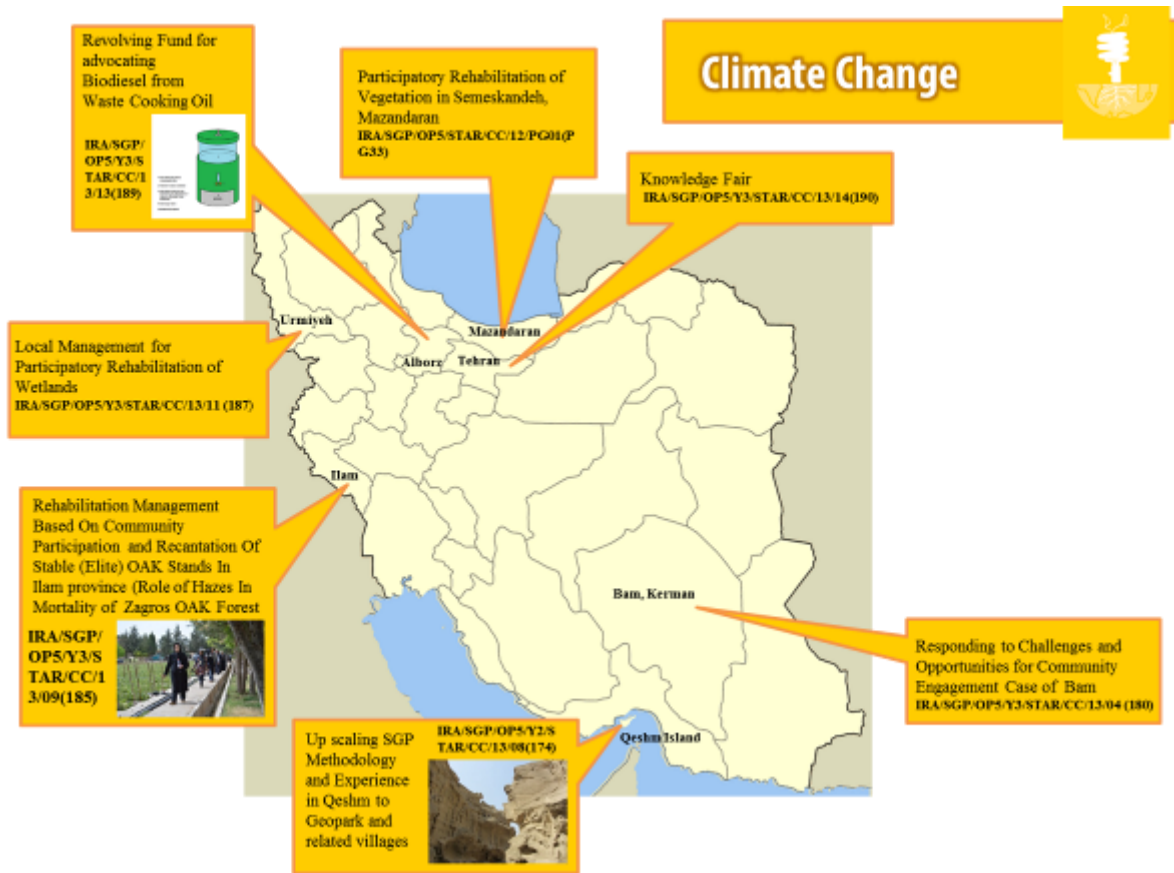 Climate Change
Revolving Fund for
advocating
Biodiesel from
Waste Cooking Oil
IRA/SGP/
OP5/Y3/S
TAR/CC/1
3/13(189)
Participatory Rehabilitation of
Vegetation in Semeskandeh,
Mazandaran
IRA/SGP/OP5/STAR/CC/12/PG01(P
G33)
Knowledge Fair
IRA/SGP/OP5/Y3/STAR/CC/13/14(190)
Urmiyeh
Mazandaran
Alborz
Tehran
Local Management for
Participatory Rehabilitation of
Wetlands
IRA/SGP/OP5/Y3/STAR/CC/13/11 (187)
Ilam
Rehabilitation Management
Based On Community
Participation and Recantation Of
Stable (Elite) OAK Stands In
Ilam province (Role of Hazes In
Mortality of Zagros OAK Forest
IRA/SGP/
OP5/Y3/S
TAR/CC/1
3/09(185)
Bam, Kerman
Responding to Challenges and
Opportunities for Community
Engagement Case of Bam
IRA/SGP/OP5/Y3/STAR/CC/13/04 (180)
Qeshm Island
Up scaling SGP
Methodology
and Experience
in Qeshm to
Geopark and
related villages
IRA/SGP/OP5/Y2/S
TAR/CC/13/08(174)